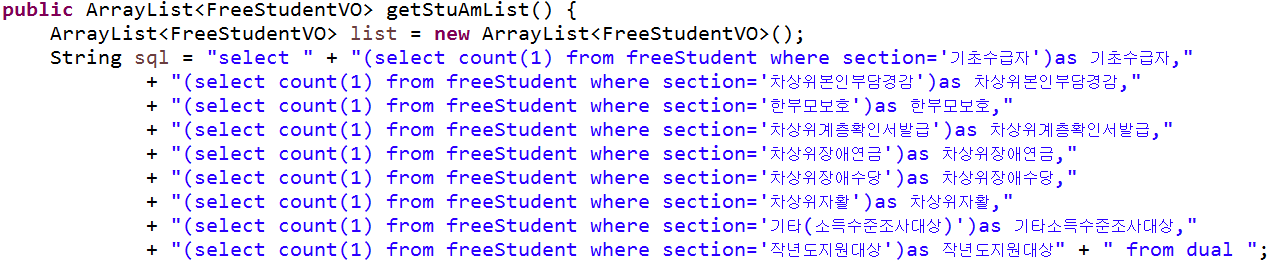 public ArrayList<FreeStudentVO> getStuAmList() {
ArrayList<FreeStudentVO> list = new ArrayList<FreeStudentVO>();
String sql = "select " + "(select count(1) from freeStudent where section='기초수급자')as 기초수급자,"
+ "(select count(1) from freeStudent where section='차상위본인부담경감')as 차상위본인부담경감,"
+ "(select count(1) from freeStudent where section='한부모보호')as 한부모보호,"
+ "(select count(1) from freeStudent where section='차상위계층확인서발급')as 차상위계층확인서발급,"
+ "(select count(1) from freeStudent where section='차상위장애연금')as 차상위장애연금,"
+ "(select count(1) from freeStudent where section='차상위장애수당')as 차상위장애수당,"
+ "(select count(1) from freeStudent where section='차상위자활')as 차상위자활,"
+ "(select count(1) from freeStudent where section='기타(소득수준조사대상)')as 기타소득수준조사대상,"
+ "(select count(1) from freeStudent where section='작년도지원대상')as 작년도지원대상" + " from dual ";